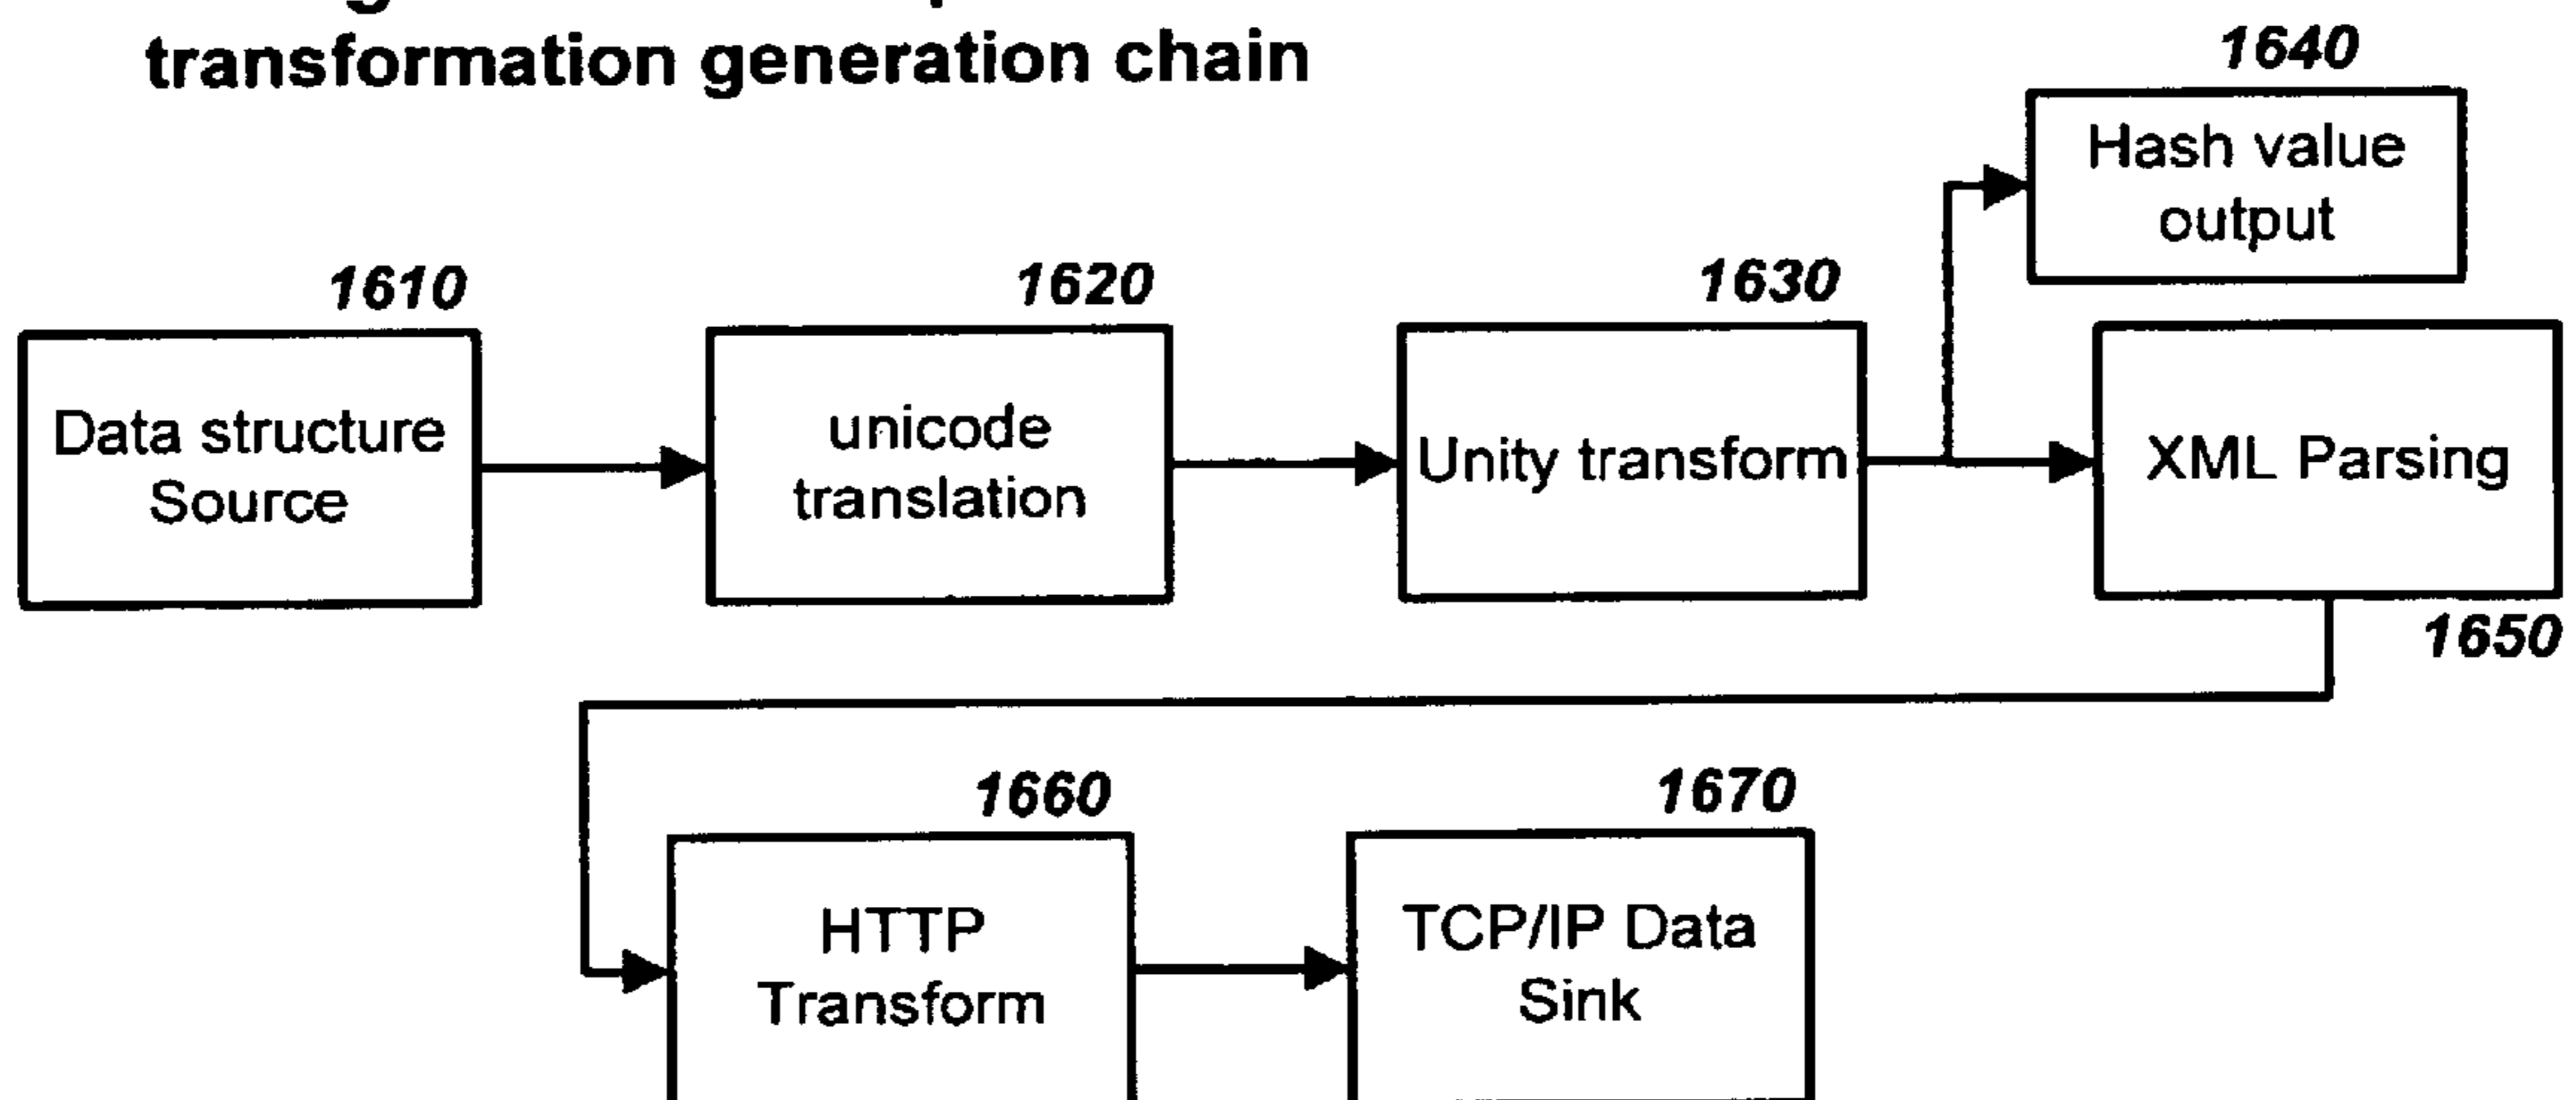 transformation generation chain
1640
Hash value
output
1610
Data structure
Source
1620
unicode
translation
1630
Unity transform
XML Parsing
1650
1660
HTTP
Transform
1670
TCP/IP Data
Sink